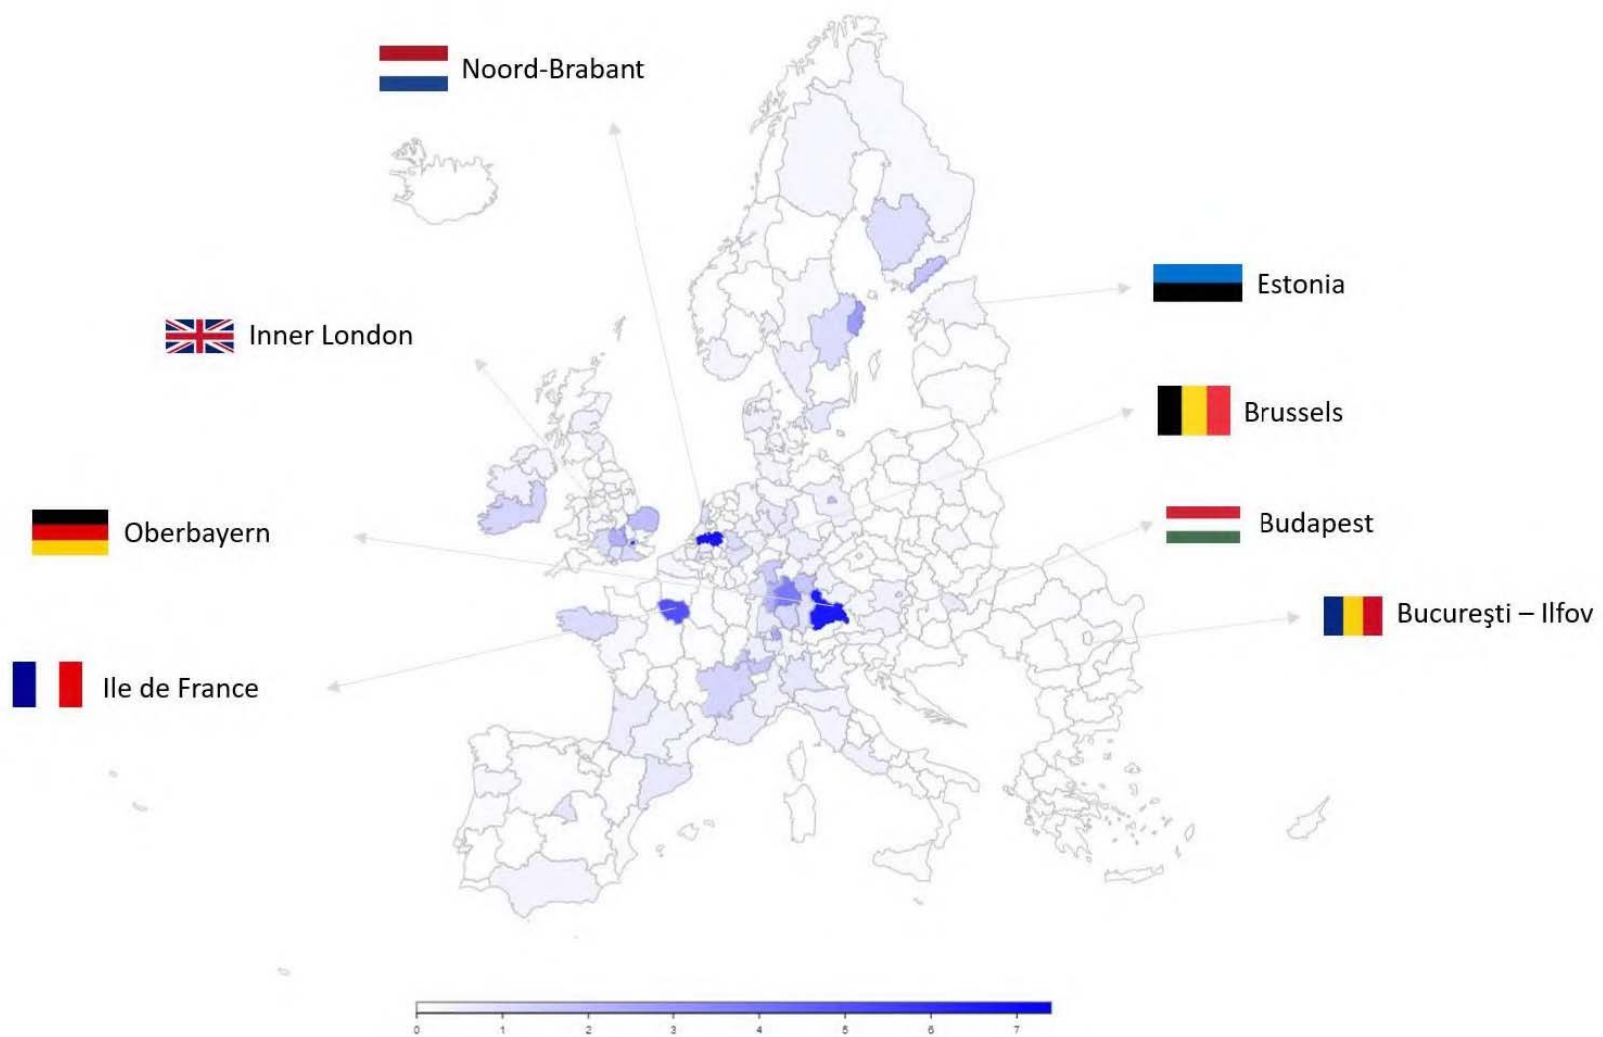 Noord-Brabant
Estonia
Inner London
Brussels
Budapest
Oberbayern
Bucureşti – Ilfov
Ile de France
0 1 2 3 4 5 6 7